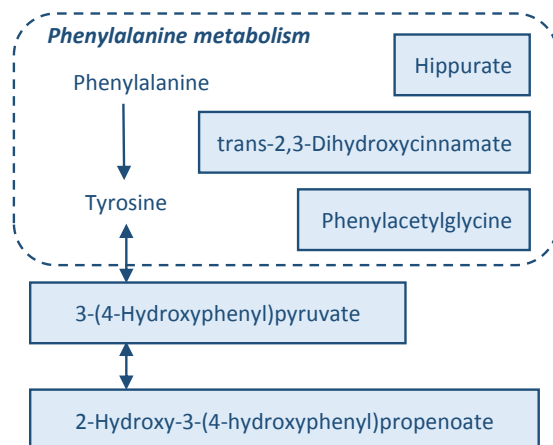 Phenylalanine metabolism
Hippurate
Phenylalanine
trans-2,3-Dihydroxycinnamate
Tyrosine
Phenylacetylglycine
3-(4-Hydroxyphenyl)pyruvate
2-Hydroxy-3-(4-hydroxyphenyl)propenoate